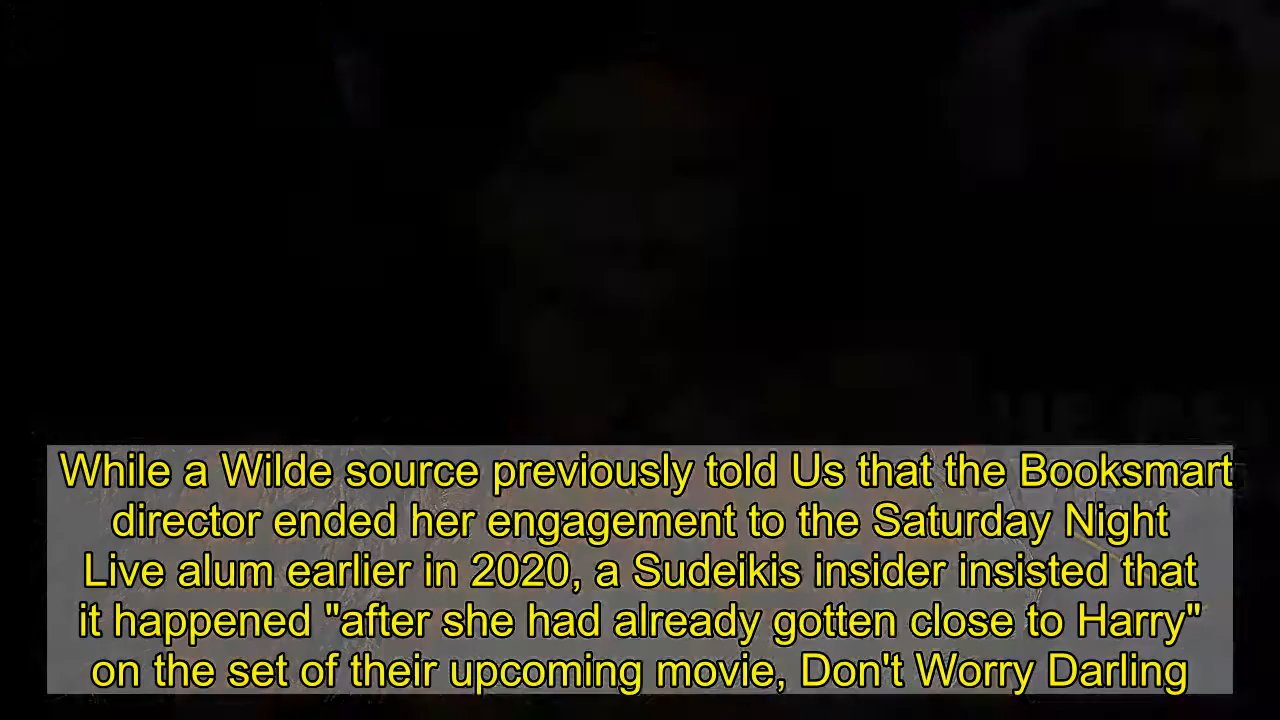 While a Wilde source previously told Us that the Booksmart
director ended her engagement to the Saturday Night
Live alum earlier in 2020, a Sudeikis insider insisted that
it happened "after she had already gotten close to Harry"
on the set of their upcoming movie, Don't Worry Darling